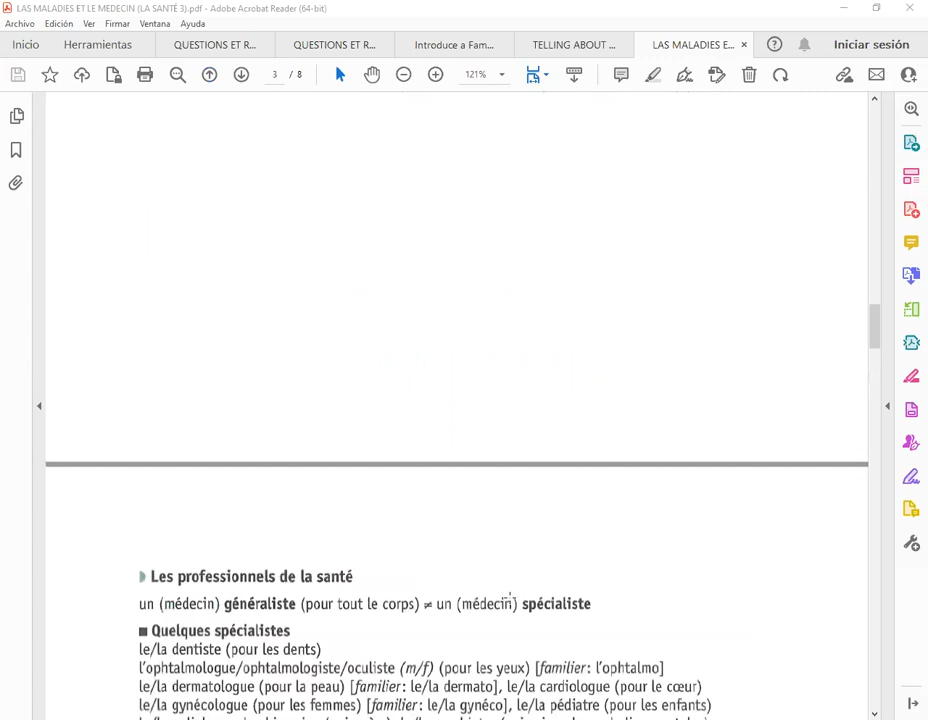 LAS MALADIES ET LE MEDECIN (LA SANTÉ 3).pdf - Adobe Acrobat Reader (64-bit)
Archivo Edición Ver Firmar Ventana Ayuda
Inicio Herramientas QUESTIONS ET R... QUESTIONS ET R... Introduce a Fam... TELLING ABOUT ... LAS MALADIES E... × Iniciar sesión
3 / 8 121%
Les professionnels de la santé
un (médecin) généraliste (pour tout le corps) ≠ un (médecin) spécialiste
Quelques spécialistes
le/la dentiste (pour les dents)
l'ophtalmologue/ophtalmologiste/oculiste (m/f) (pour les yeux) [familier : l'ophtalmo]
le/la dermatologue (pour la peau) [familier : le/la dermato], le/la cardiologue (pour le cœur)
le/la gynécologue (pour les femmes) [familier : le/la gynéco], le/la pédiatre (pour les enfants)